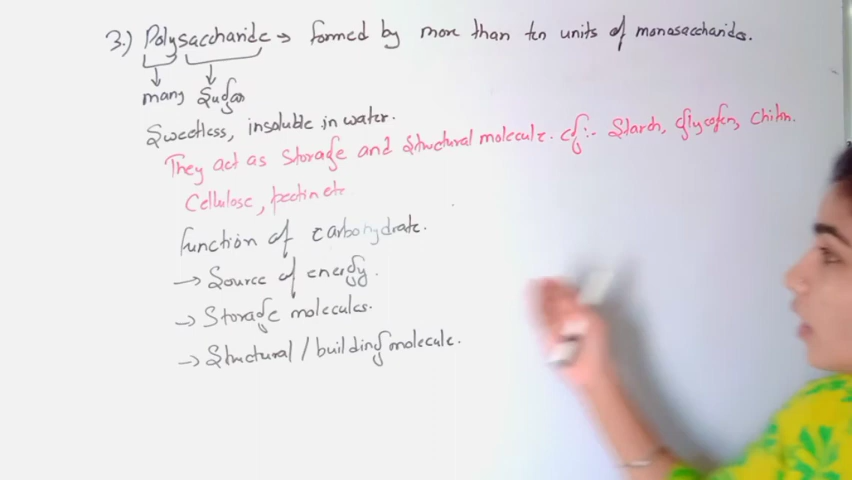 3.) Polysaccharide → formed by more than ten units of monosaccharides.
many Sugar
Sweetless, insoluble in water.
They act as Storage and Structural molecule. eg:- Starch, glycogen, chitin.
Cellulose, pectin etc
function of carbohydrate.
→ Source of energy.
→ Storage molecules.
→ Structural / building molecule.